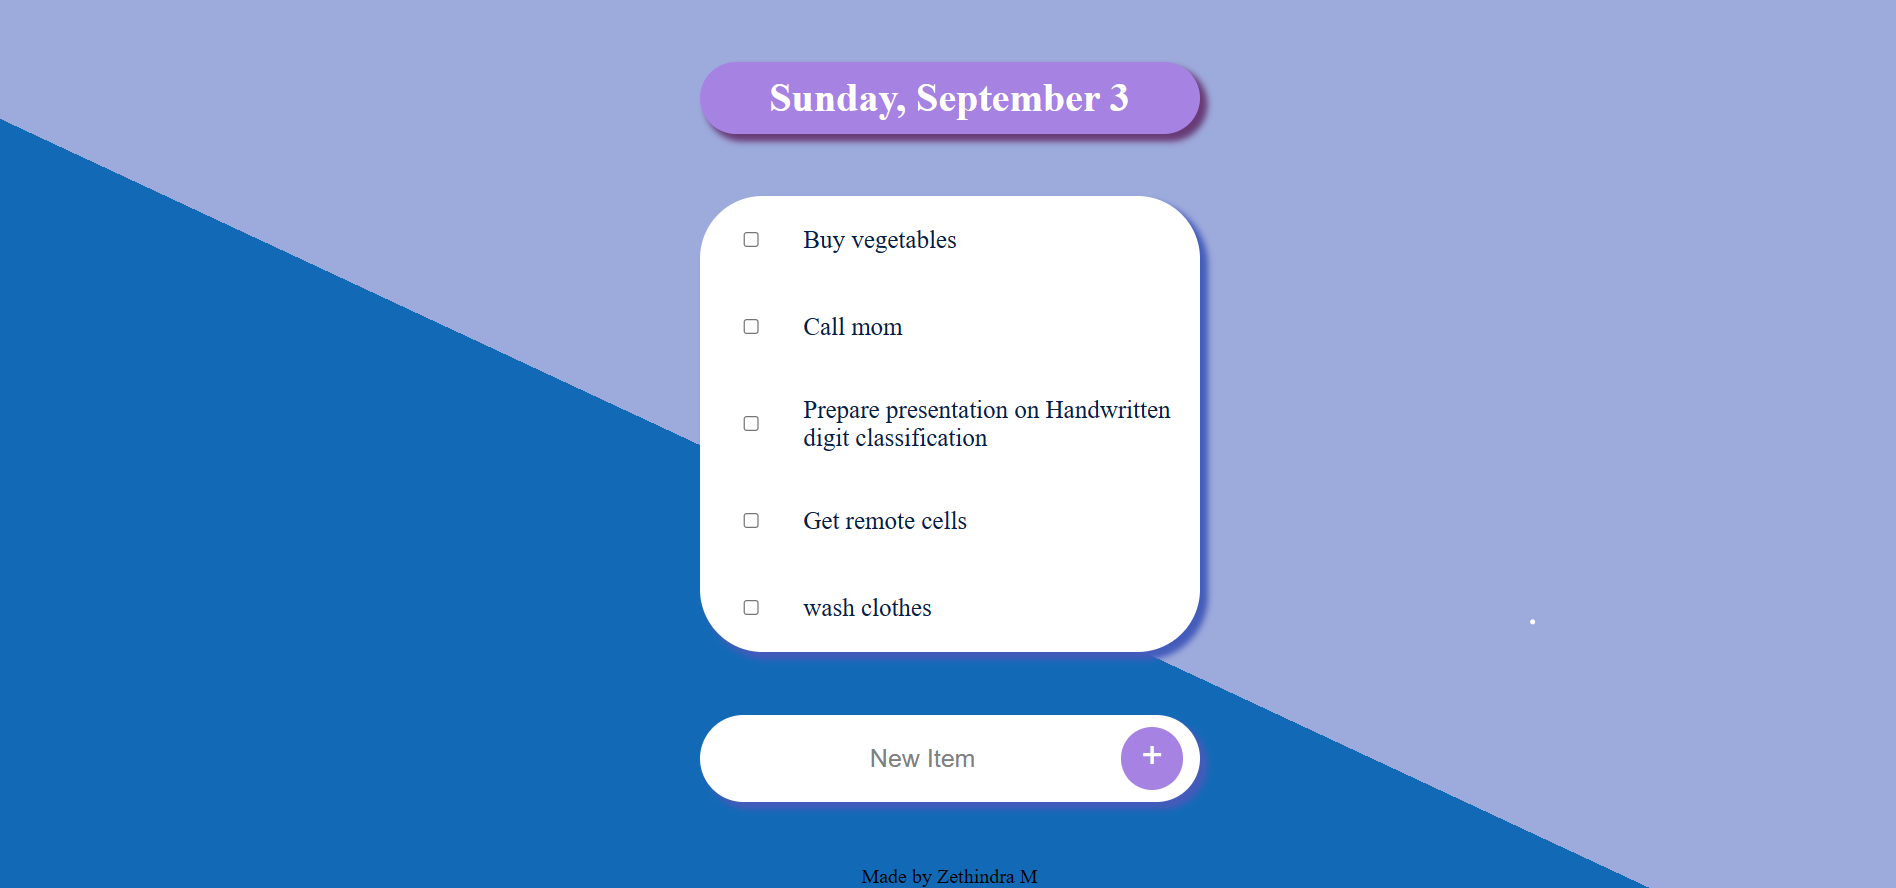 Sunday, September 3
Buy vegetables
Call mom
Prepare presentation on Handwritten
digit classification
Get remote cells
wash clothes
New Item
+
Made by Zethindra M